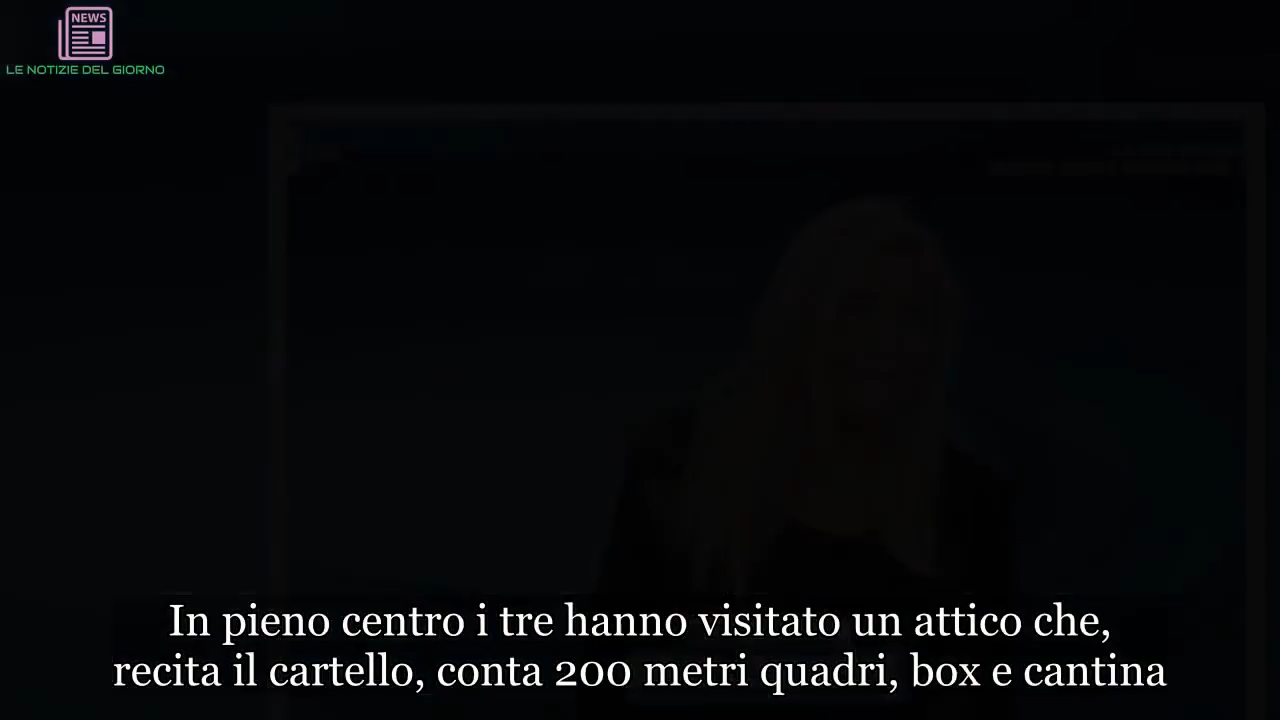 NEWS
LE NOTIZIE DEL GIORNO
In pieno centro i tre hanno visitato un attico che,
recita il cartello, conta 200 metri quadri, box e cantina